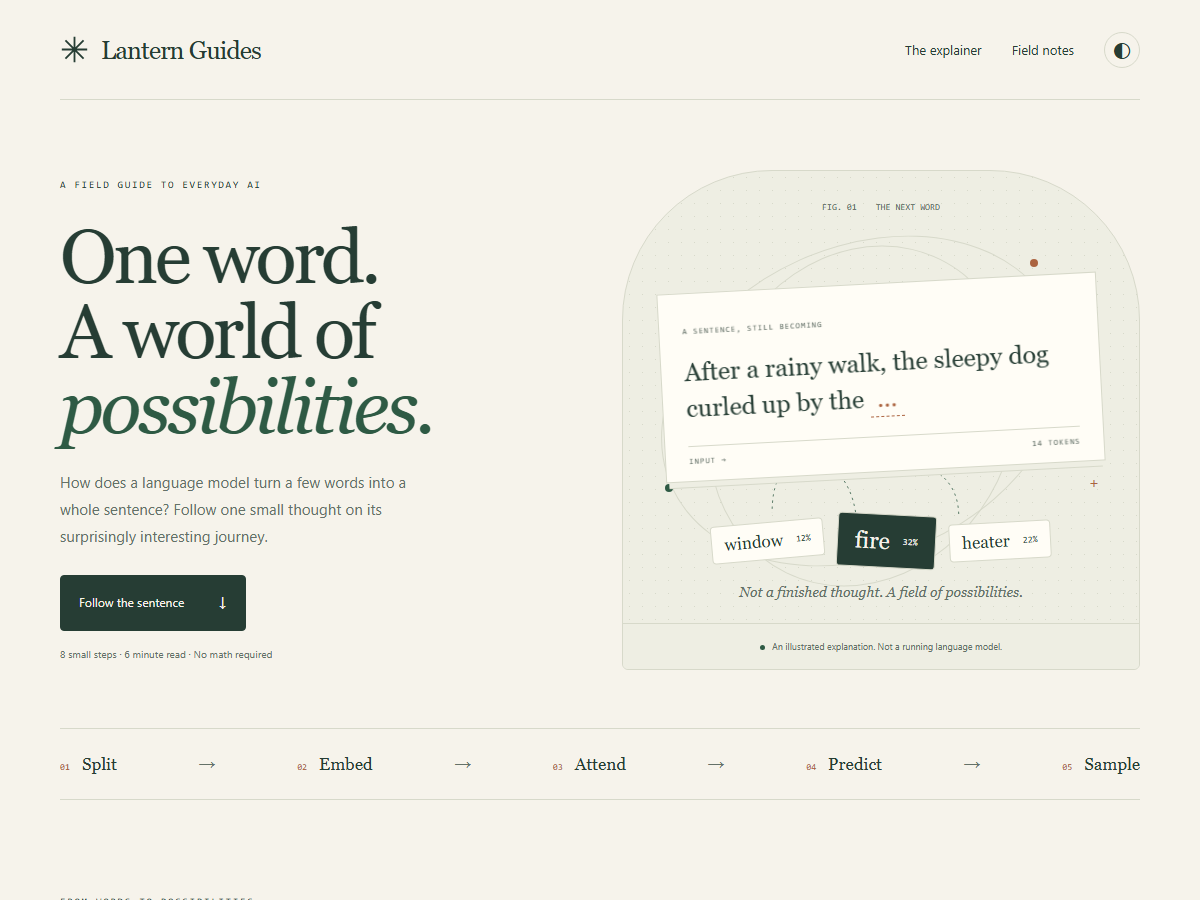 Lantern Guides
The explainer
Field notes
A FIELD GUIDE TO EVERYDAY AI
One word.
A world of
possibilities.
How does a language model turn a few words into a
whole sentence? Follow one small thought on its
surprisingly interesting journey.
Follow the sentence ↓
8 small steps · 6 minute read · No math required
FIG. 01 THE NEXT WORD
A SENTENCE, STILL BECOMING
After a rainy walk, the sleepy dog
curled up by the ...
INPUT →
14 TOKENS
window 12%
fire 32%
heater 22%
Not a finished thought. A field of possibilities.
An illustrated explanation. Not a running language model.
01 Split → 02 Embed → 03 Attend → 04 Predict → 05 Sample